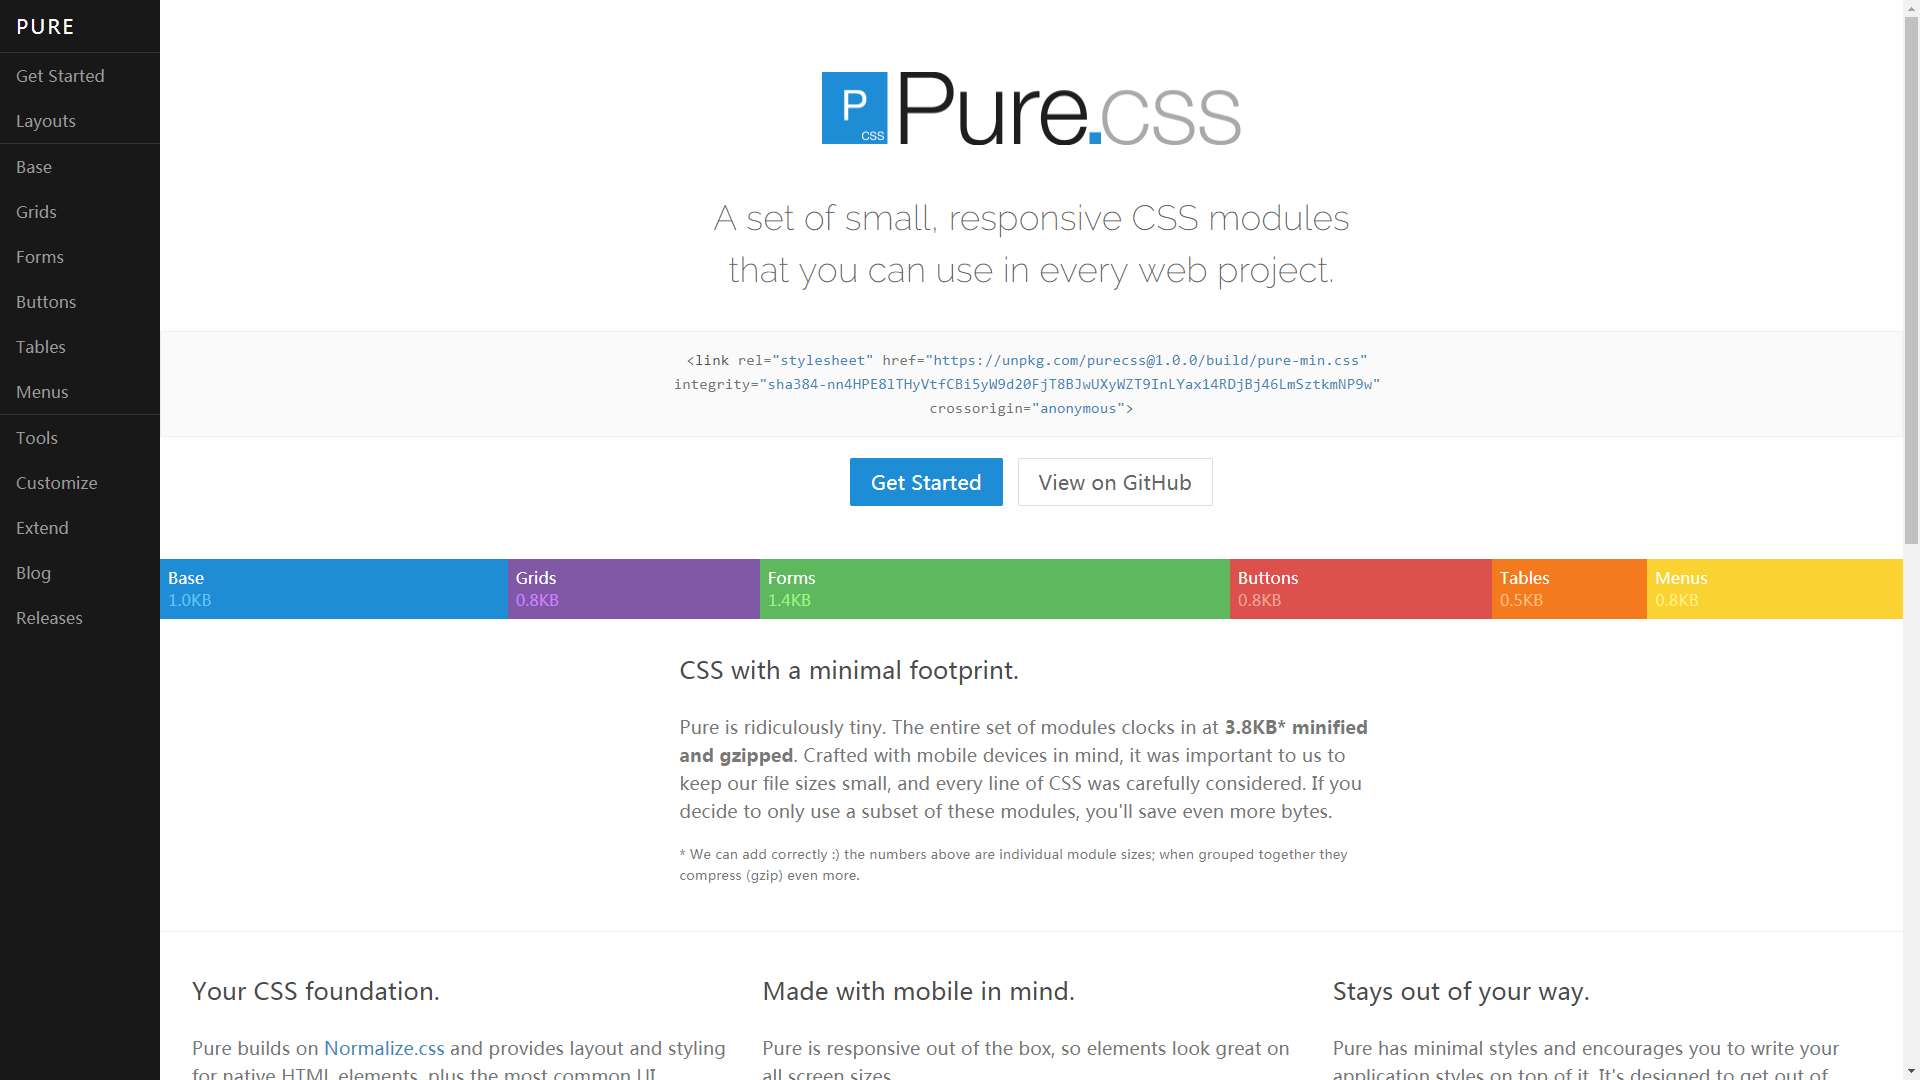 PURE
Get Started
Layouts
Base
Grids
Forms
Buttons
Tables
Menus
Tools
Customize
Extend
Blog
Releases
P
CSS
Pure.css
A set of small, responsive CSS modules
that you can use in every web project.
<link rel="stylesheet" href="https://unpkg.com/purecss@1.0.0/build/pure-min.css"
integrity="sha384-nn4HPE8lTHyVtfCBi5yW9d20FjT8BJwUXyWZT9InLYax14RDjBj46LmSztkmNP9w"
crossorigin="anonymous">
Get Started
View on GitHub
Base
1.0KB
Grids
0.8KB
Forms
1.4KB
Buttons
0.8KB
Tables
0.5KB
Menus
0.8KB
CSS with a minimal footprint.
Pure is ridiculously tiny. The entire set of modules clocks in at 3.8KB* minified
and gzipped. Crafted with mobile devices in mind, it was important to us to
keep our file sizes small, and every line of CSS was carefully considered. If you
decide to only use a subset of these modules, you'll save even more bytes.
* We can add correctly :) the numbers above are individual module sizes; when grouped together they
compress (gzip) even more.
Your CSS foundation.
Pure builds on Normalize.css and provides layout and styling
for native HTML elements, plus the most common UI
Made with mobile in mind.
Pure is responsive out of the box, so elements look great on
all screen sizes.
Stays out of your way.
Pure has minimal styles and encourages you to write your
application styles on top of it. It's designed to get out of